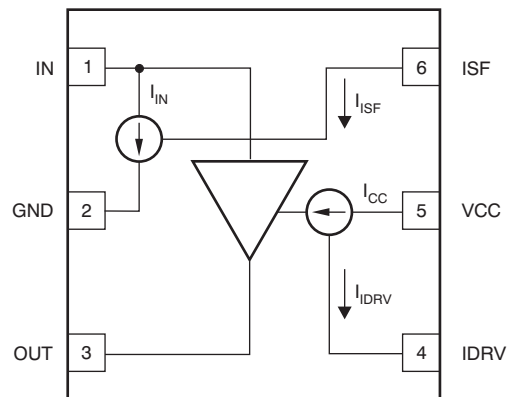 IN 1 6 ISF
I_IN
I_ISF
GND 2 5 VCC
I_CC
I_IDRV
OUT 3 4 IDRV